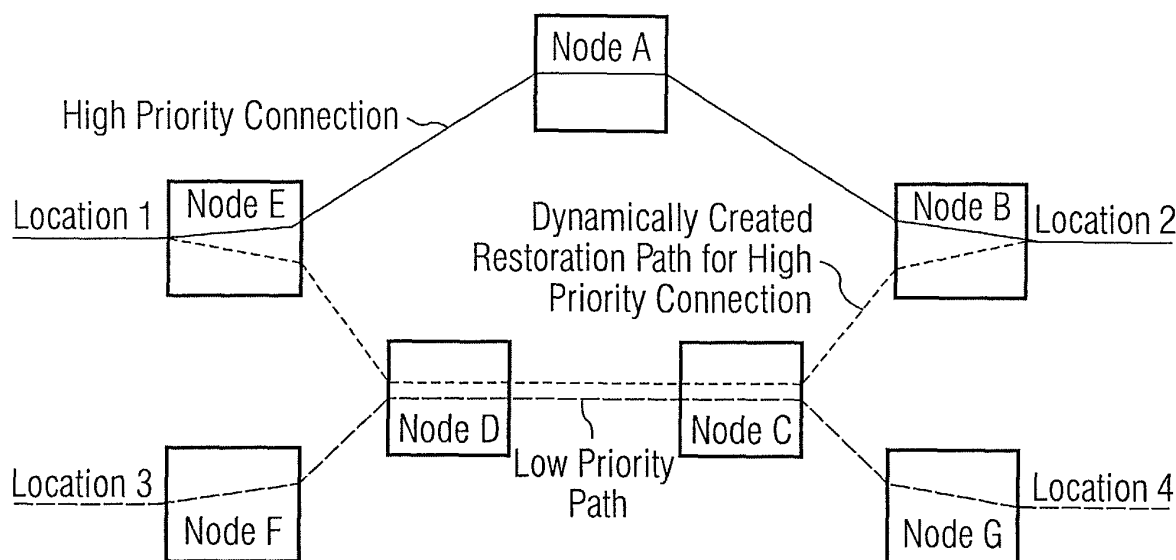 Node A
High Priority Connection
Node E
Node B
Location 1
Location 2
Dynamically Created
Restoration Path for High
Priority Connection
Node D
Node C
Low Priority
Path
Location 3
Location 4
Node F
Node G